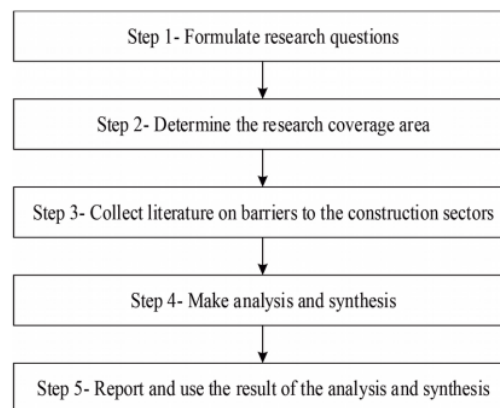 Step 1- Formulate research questions
Step 2- Determine the research coverage area
Step 3- Collect literature on barriers to the construction sectors
Step 4- Make analysis and synthesis
Step 5- Report and use the result of the analysis and synthesis